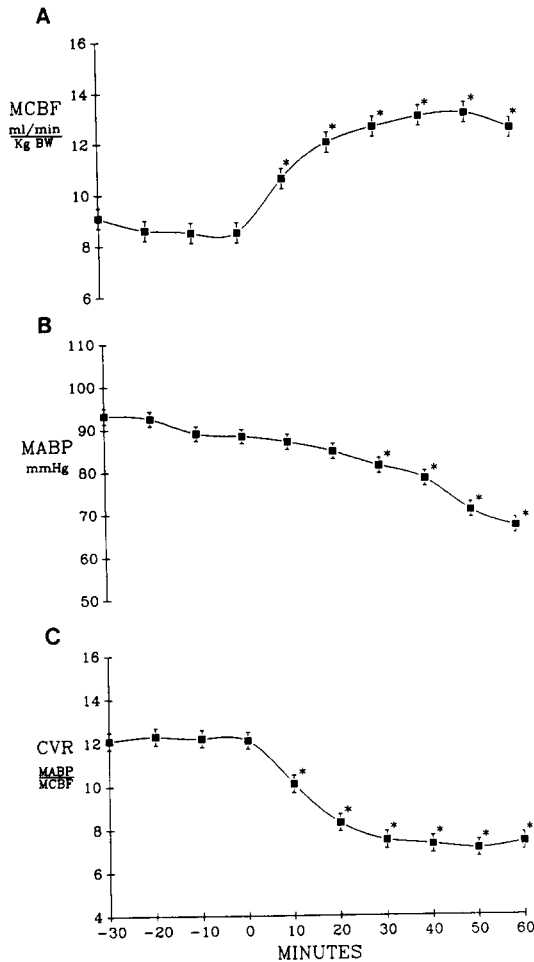 A
16
14
MCBF
ml/min
Kg BW
12
10
8
6
* * * * * *
B
110
100
90
MABP
mmHg
80
70
60
50
* * * *
C
16
14
CVR
12
MABP
MCBF
10
8
6
4
* * * * * *
-30 -20 -10 0 10 20 30 40 50 60
MINUTES